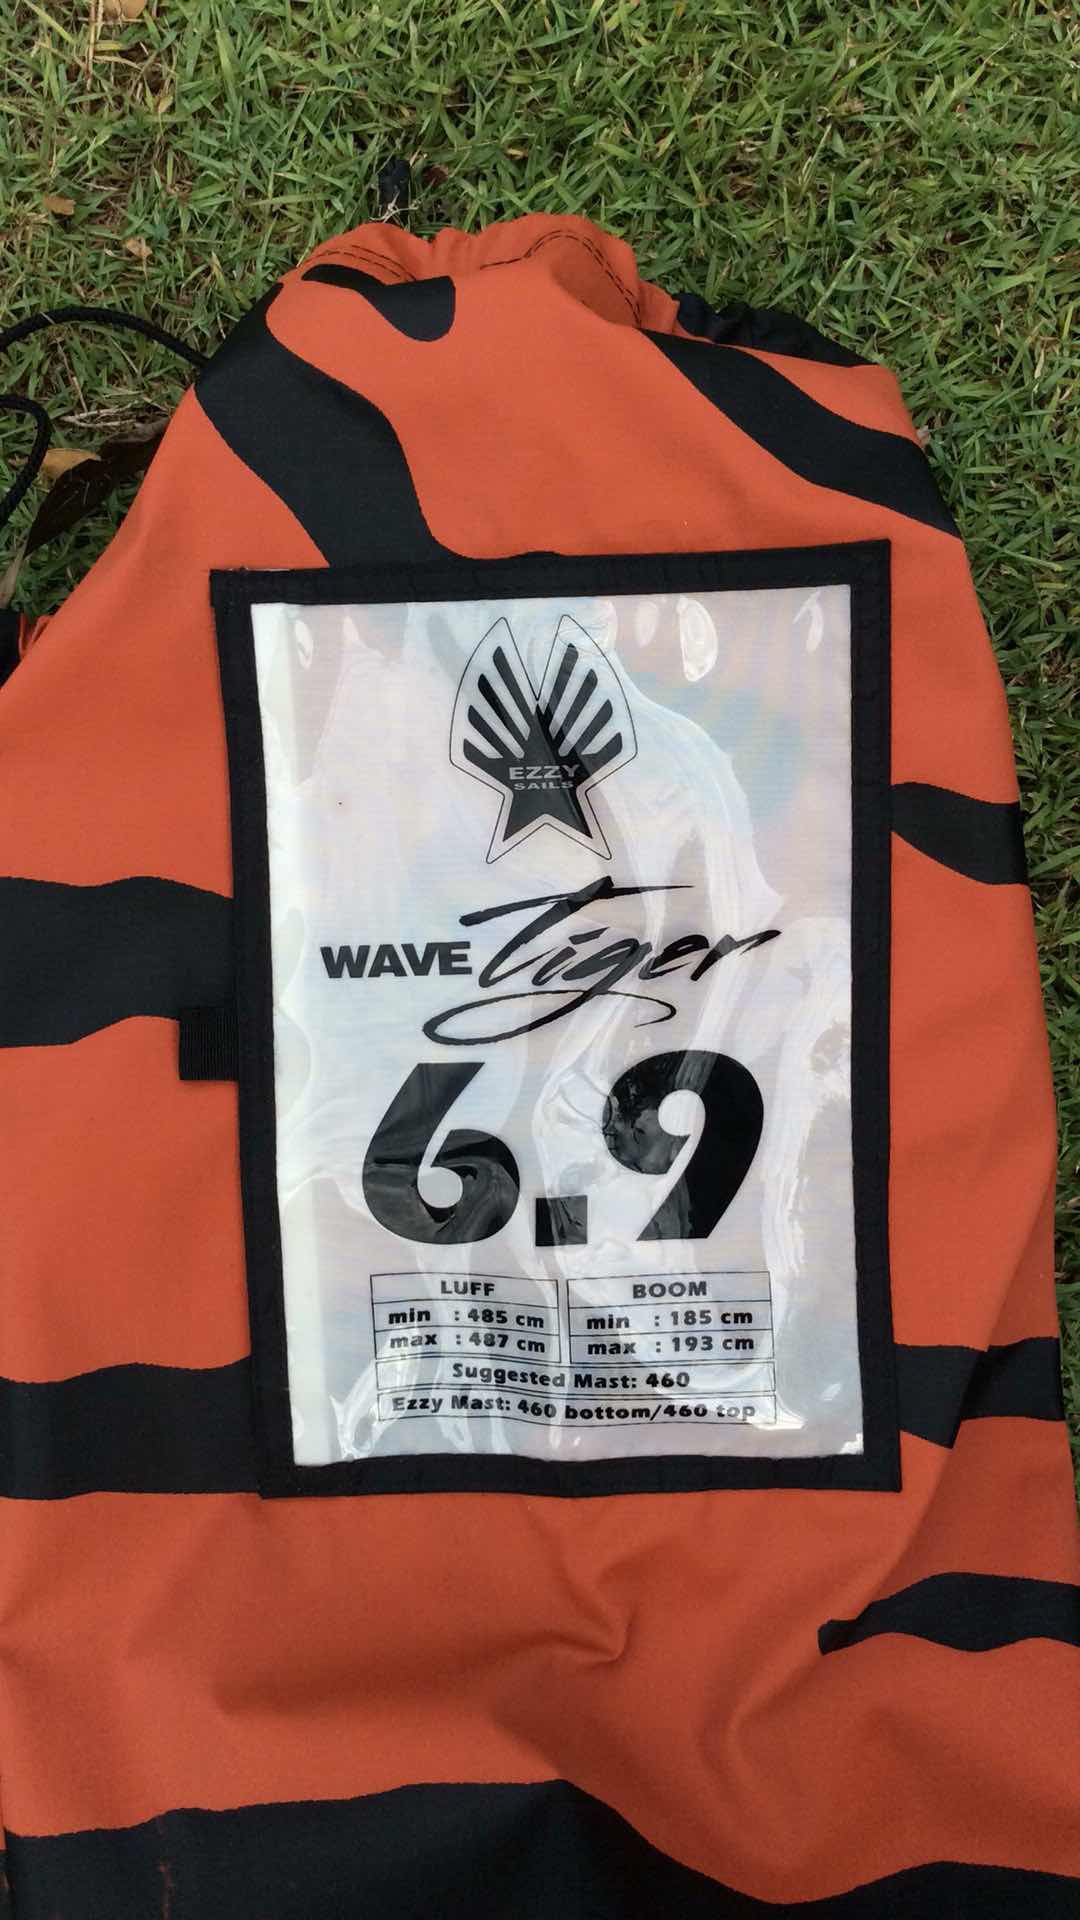 EZZY
SAILS
WAVE Tiger
6.9
LUFF
min : 485 cm
max : 487 cm
BOOM
min : 185 cm
max : 193 cm
Suggested Mast: 460
Ezzy Mast: 460 bottom/460 top